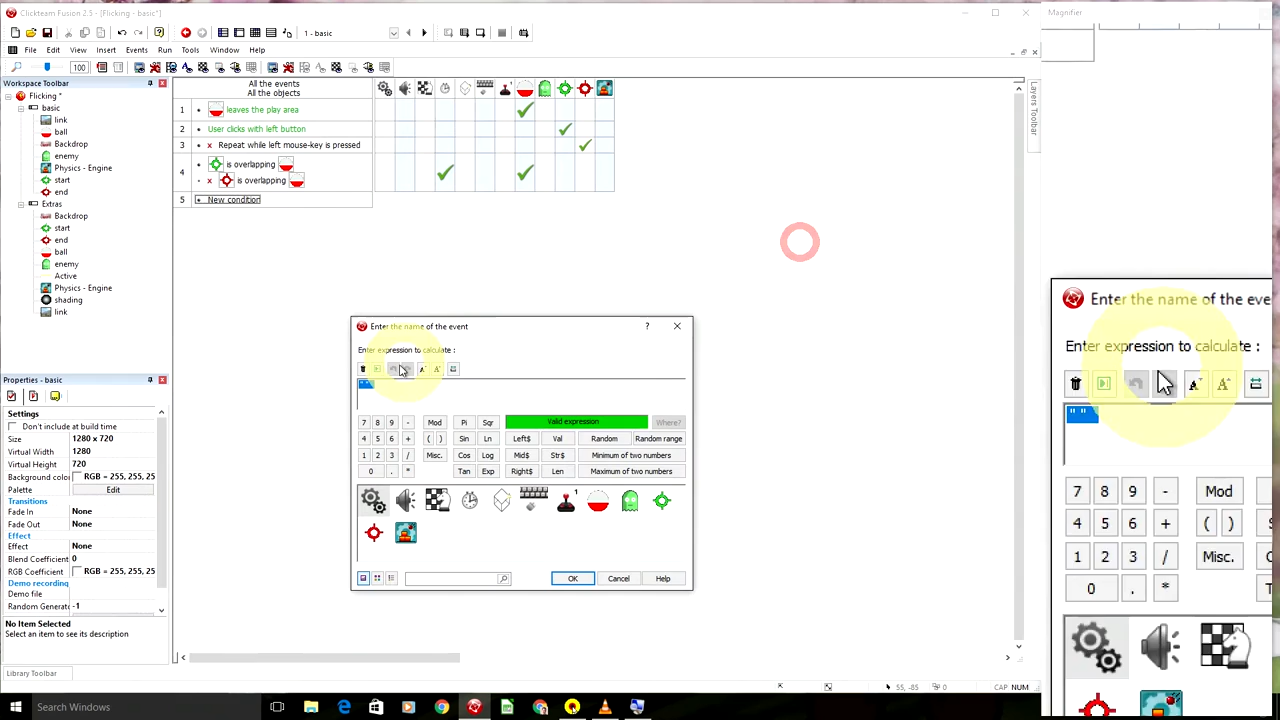 Clickteam Fusion 2.5 - [Flicking - basic*]
Magnifier
1 - basic
File Edit View Insert Events Run Tools Window Help
100
Workspace Toolbar
Flicking *
basic
link
ball
Backdrop
enemy
Physics - Engine
start
end
Extras
Backdrop
start
end
ball
enemy
Active
Physics - Engine
shading
link
All the events
All the objects
1 leaves the play area
2 User clicks with left button
3 x Repeat while left mouse-key is pressed
4 is overlapping
x is overlapping
5 New condition
Layers Toolbar
Properties - basic
Settings
Don't include at build time
Size 1280 x 720
Virtual Width 1280
Virtual Height 720
Background color RGB = 255, 255, 25
Palette Edit
Transitions
Fade In None
Fade Out None
Effect
Effect None
Blend Coefficient 0
RGB Coefficient RGB = 255, 255, 25
Demo recording
Demo file
Random Generato -1
No Item Selected
Select an item to see its description
Library Toolbar
Enter the name of the event ?
Enter expression to calculate :
" "
7 8 9 - Mod Pi Sqr Valid expression Where?
4 5 6 + ( ) Sin Ln Left$ Val Random Random range
1 2 3 / Misc. Cos Log Mid$ Str$ Minimum of two numbers
0 . * Tan Exp Right$ Len Maximum of two numbers
1
OK Cancel Help
Enter the name of the eve
Enter expression to calculate :
" "
7 8 9 - Mod
4 5 6 + ( )
1 2 3 / Misc.
0 . * T
55, -85 0 CAP NUM
Search Windows